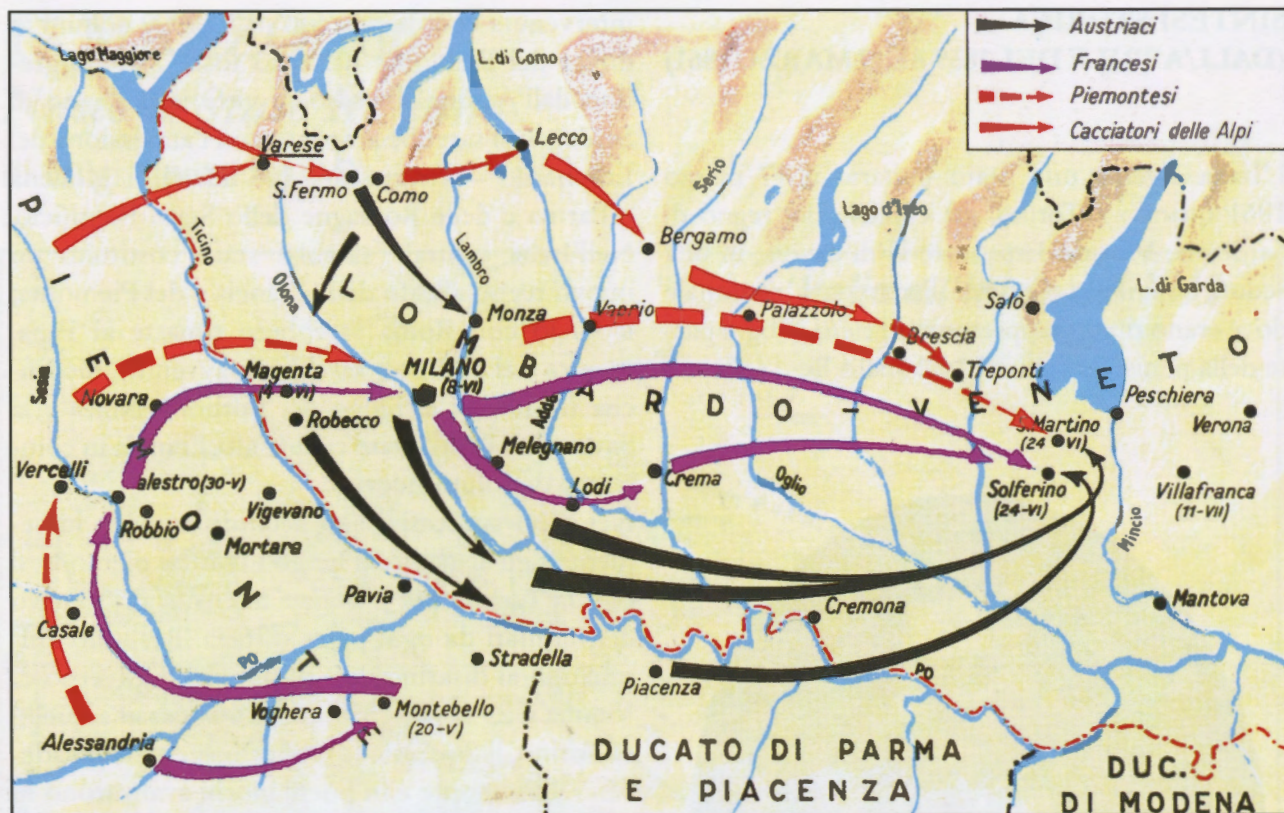 Austriaci
Francesi
Piemontesi
Cacciatori delle Alpi
Lago Maggiore
L. di Como
Lecco
Varese
S. Fermo
Como
Serio
Lago d'Iseo
Bergamo
Ticino
Lambro
Olona
L. di Garda
Salò
Monza
Vaprio
Palazzolo
Brescia
Treponti
PIEMONTE
LOMBARDO-VENETO
Sesia
Novara
Magenta
MILANO
(8-VI)
Robecco
Melegnano
Adda
Lodi
Crema
Oglio
Martino
(24 VI)
Solferino
(24-VI)
Peschiera
Verona
Villafranca
(11-VII)
Mincio
Mantova
Vercelli
alestro (30-V)
Robbio
Vigevano
Mortara
Casale
Pavia
Cremona
PO
Stradella
Piacenza
PO
Voghera
Montebello
(20-V)
Alessandria
DUCATO DI PARMA
E PIACENZA
DUC.
DI MODENA